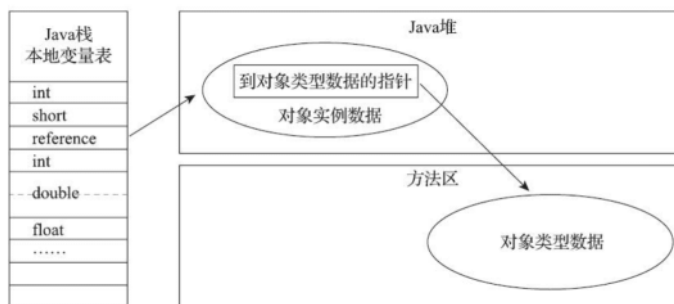 Java栈
本地变量表
int
short
reference
int
double
float
……
Java堆
到对象类型数据的指针
对象实例数据
方法区
对象类型数据